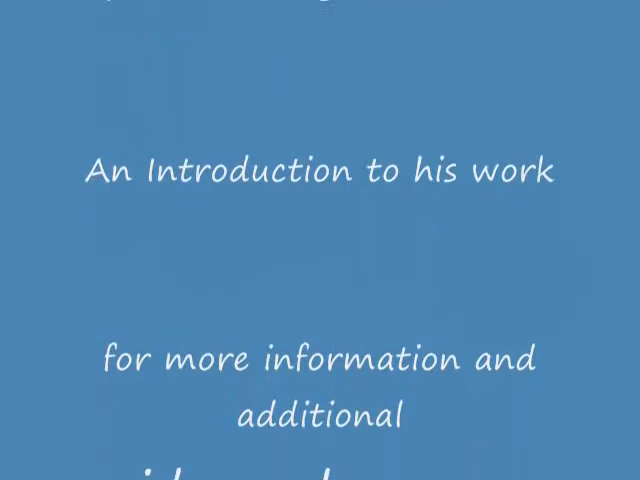 An Introduction to his work
for more information and
additional